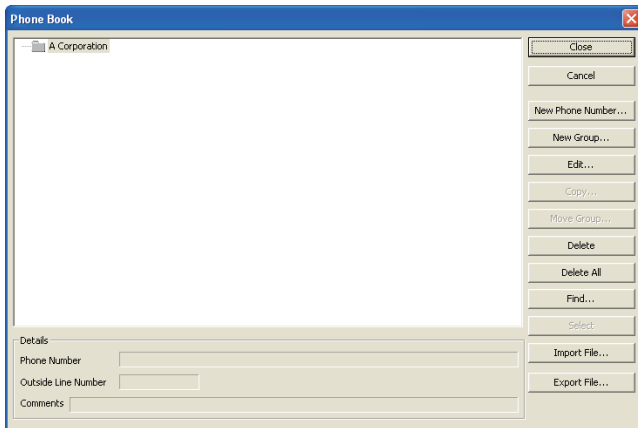 Phone Book
A Corporation
Close
Cancel
New Phone Number...
New Group...
Edit...
Copy...
Move Group...
Delete
Delete All
Find...
Select
Import File...
Export File...
Details
Phone Number
Outside Line Number
Comments